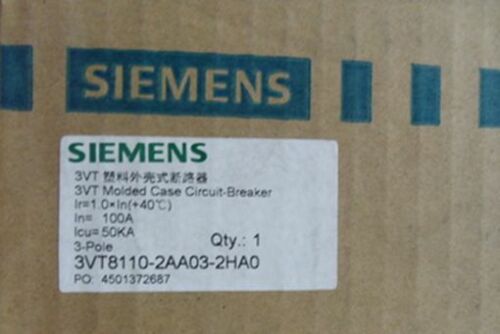 SIEMENS
SIEMENS
3VT 塑料外壳式断路器
3VT Molded Case Circuit-Breaker
Ir=1.0×In(+40℃)
In= 100A
Icu=50KA
3-Pole Qty.: 1
3VT8110-2AA03-2HA0
PO: 4501372687